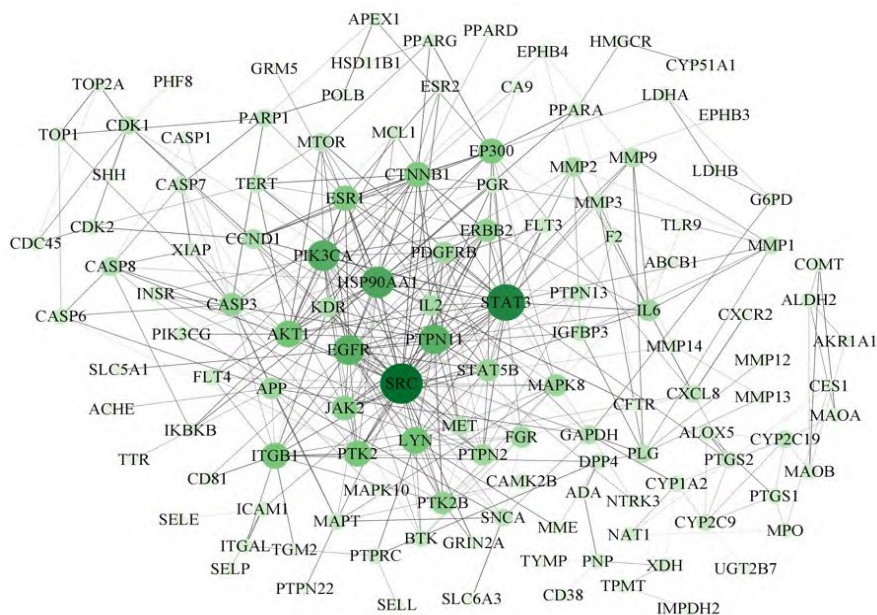 APEX1
PPARG
PPARD
EPHB4
HMGCR
HSD11B1
GRM5
TOP2A
PHF8
CYP51A1
POLB
ESR2
CA9
LDHA
PPARA
EPHB3
TOP1
CDK1
PARP1
CASP1
MTOR
MCL1
EP300
CTNNB1
MMP2
MMP9
LDHB
SHH
CASP7
TERT
PGR
ESR1
MMP3
G6PD
CDK2
CDC45
XIAP
CCND1
ERBB2
FLT3
F2
TLR9
MMP1
PIK3CA
PDGFRB
CASP8
ABCB1
COMT
HSP90AA1
INSR
CASP3
KDR
IL2
STAT3
PTPN13
IL6
ALDH2
CASP6
CXCR2
PIK3CG
AKT1
PTPN11
IGFBP3
AKR1A1
EGFR
MMP14
SLC5A1
FLT4
STAT5B
MMP12
APP
SRC
MAPK8
CES1
CFTR
CXCL8
MMP13
ACHE
JAK2
MAOA
IKBKB
MET
FGR
GAPDH
ALOX5
CYP2C19
TTR
ITGB1
PTK2
LYN
PTPN2
PLG
PTGS2
CD81
DPP4
MAOB
MAPK10
CAMK2B
CYP1A2
ADA
NTRK3
PTGS1
ICAM1
PTK2B
SELE
MAPT
SNCA
MME
CYP2C9
MPO
NAT1
ITGAL
BTK
GRIN2A
TGM2
PTPRC
TYMP
PNP
XDH
SELP
UGT2B7
PTPN22
TPMT
SELL
SLC6A3
CD38
IMPDH2